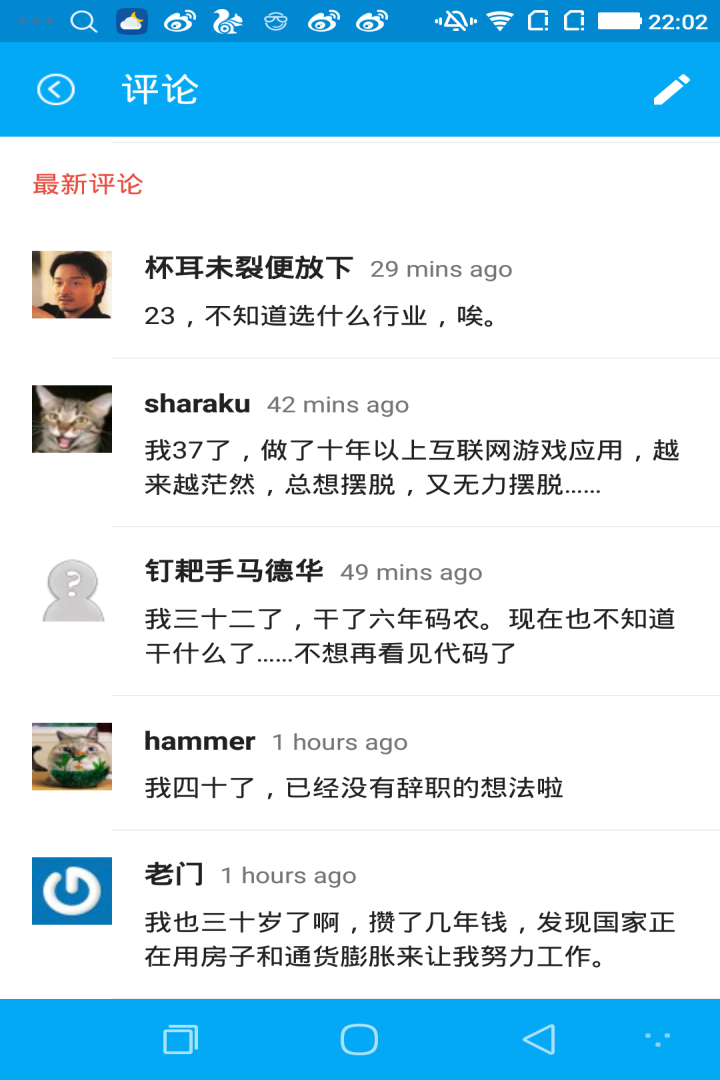 22:02
评论
最新评论
杯耳未裂便放下 29 mins ago
23，不知道选什么行业，唉。
sharaku 42 mins ago
我37了，做了十年以上互联网游戏应用，越
来越茫然，总想摆脱，又无力摆脱......
钉耙手马德华 49 mins ago
我三十二了，干了六年码农。现在也不知道
干什么了......不想再看见代码了
hammer 1 hours ago
我四十了，已经没有辞职的想法啦
老门 1 hours ago
我也三十岁了啊，攒了几年钱，发现国家正
在用房子和通货膨胀来让我努力工作。